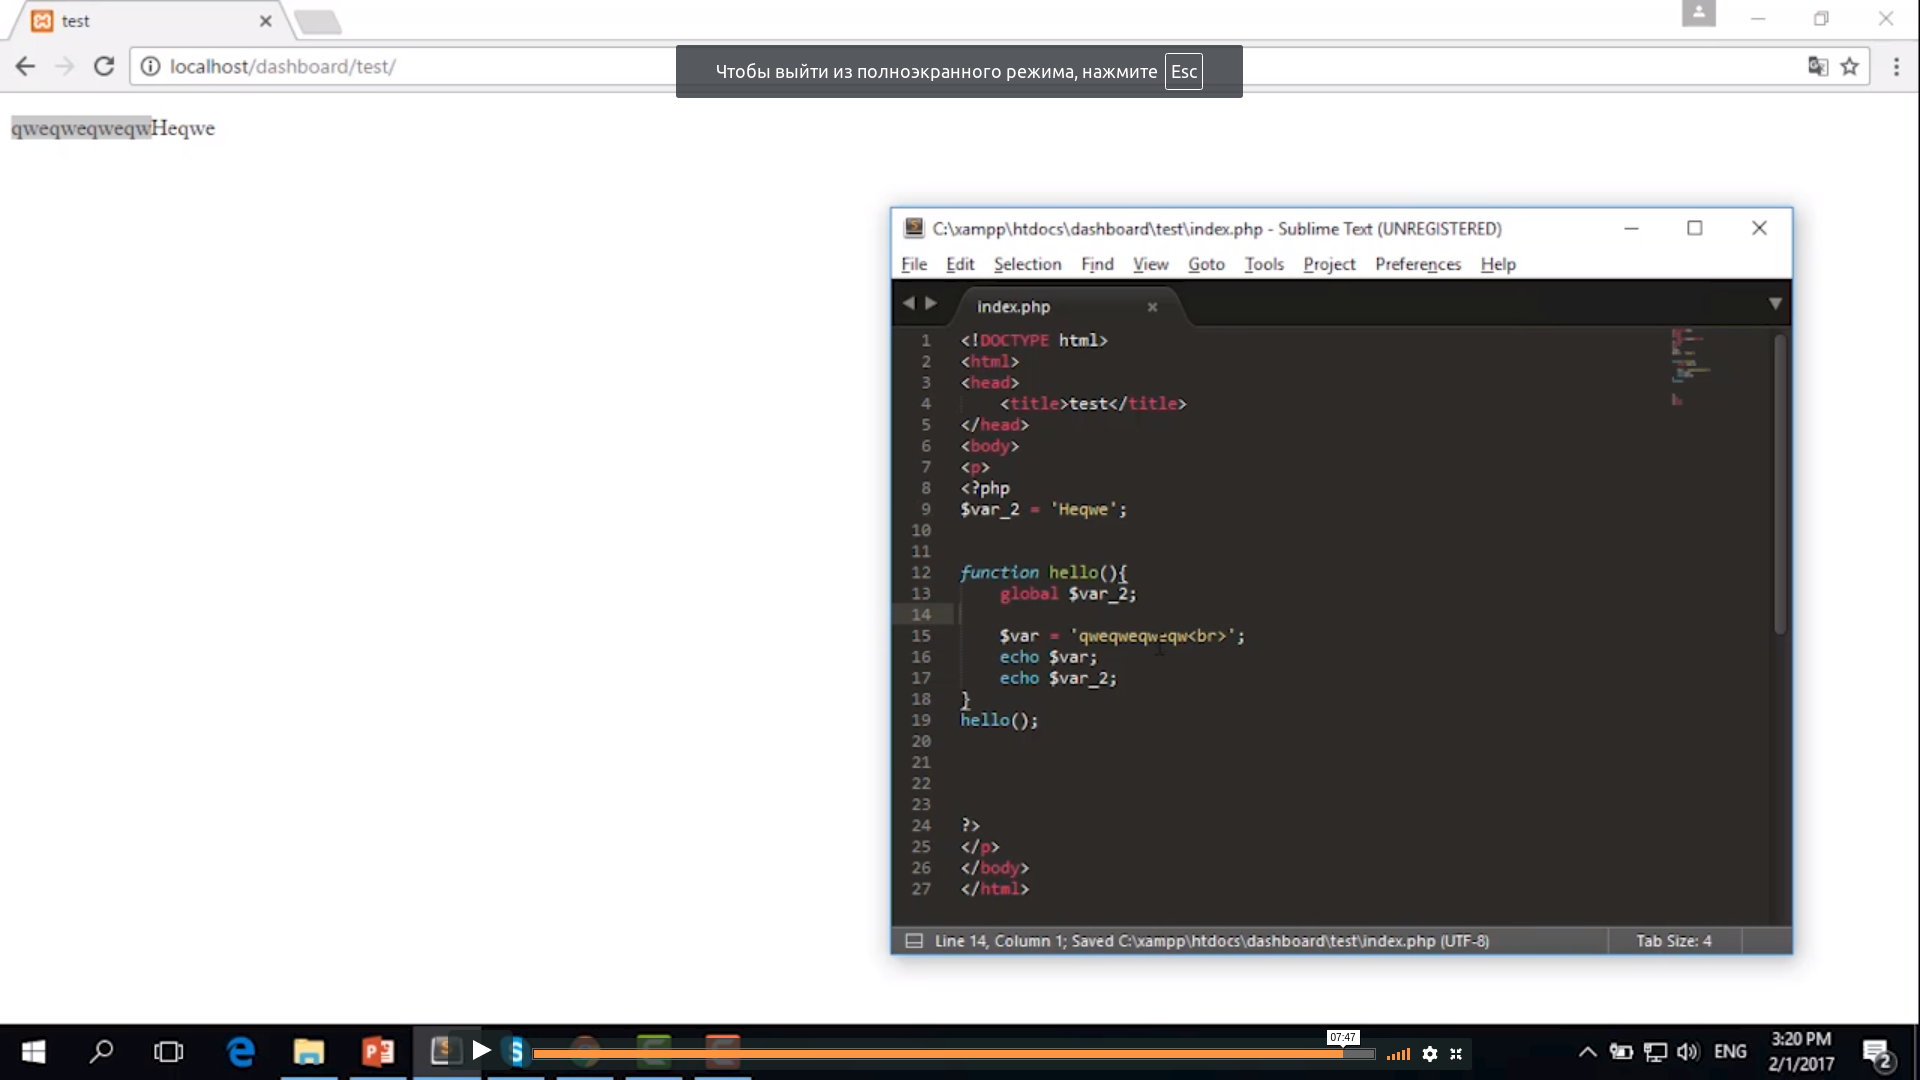 test
localhost/dashboard/test/
Чтобы выйти из полноэкранного режима, нажмите Esc
qweqweqweqwHeqwe
C:\xampp\htdocs\dashboard\test\index.php - Sublime Text (UNREGISTERED)
File Edit Selection Find View Goto Tools Project Preferences Help
index.php
1 <!DOCTYPE html>
2 <html>
3 <head>
4 <title>test</title>
5 </head>
6 <body>
7 <p>
8 <?php
9 $var_2 = 'Heqwe';
10
11
12 function hello(){
13 global $var_2;
14
15 $var = 'qweqweqweqw<br>';
16 echo $var;
17 echo $var_2;
18 }
19 hello();
20
21
22
23
24 ?>
25 </p>
26 </body>
27 </html>
Line 14, Column 1; Saved C:\xampp\htdocs\dashboard\test\index.php (UTF-8) Tab Size: 4
07:47
ENG
3:20 PM
2/1/2017
2